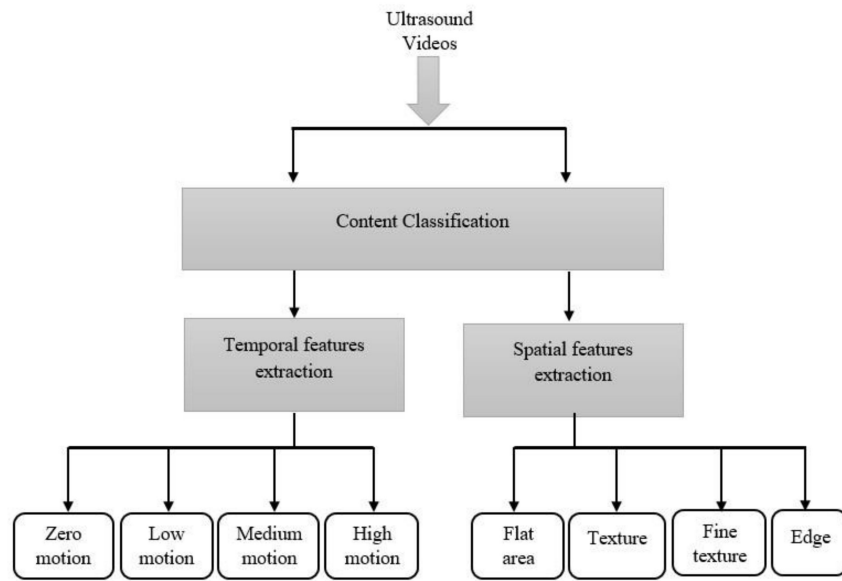 Ultrasound
Videos
Content Classification
Temporal features
extraction
Spatial features
extraction
Zero
motion
Low
motion
Medium
motion
High
motion
Flat
area
Texture
Fine
texture
Edge